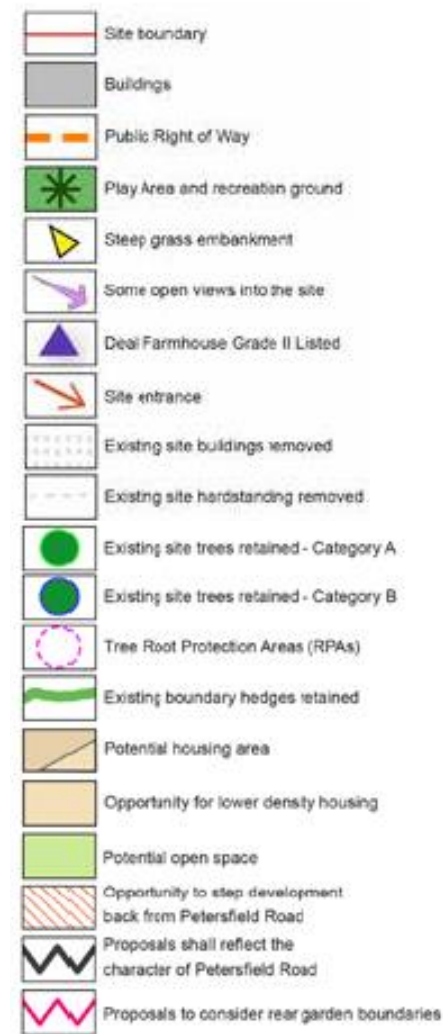 Site boundary
Buildings
Public Right of Way
Play Area and recreation ground
Steep grass embankment
Some open views into the site
Deal Farmhouse Grade II Listed
Site entrance
Existing site buildings removed
Existing site hardstanding removed
Existing site trees retained - Category A
Existing site trees retained - Category B
Tree Root Protection Areas (RPAs)
Existing boundary hedges retained
Potential housing area
Opportunity for lower density housing
Potential open space
Opportunity to step development
back from Petersfield Road
Proposals shall reflect the
character of Petersfield Road
Proposals to consider rear garden boundaries